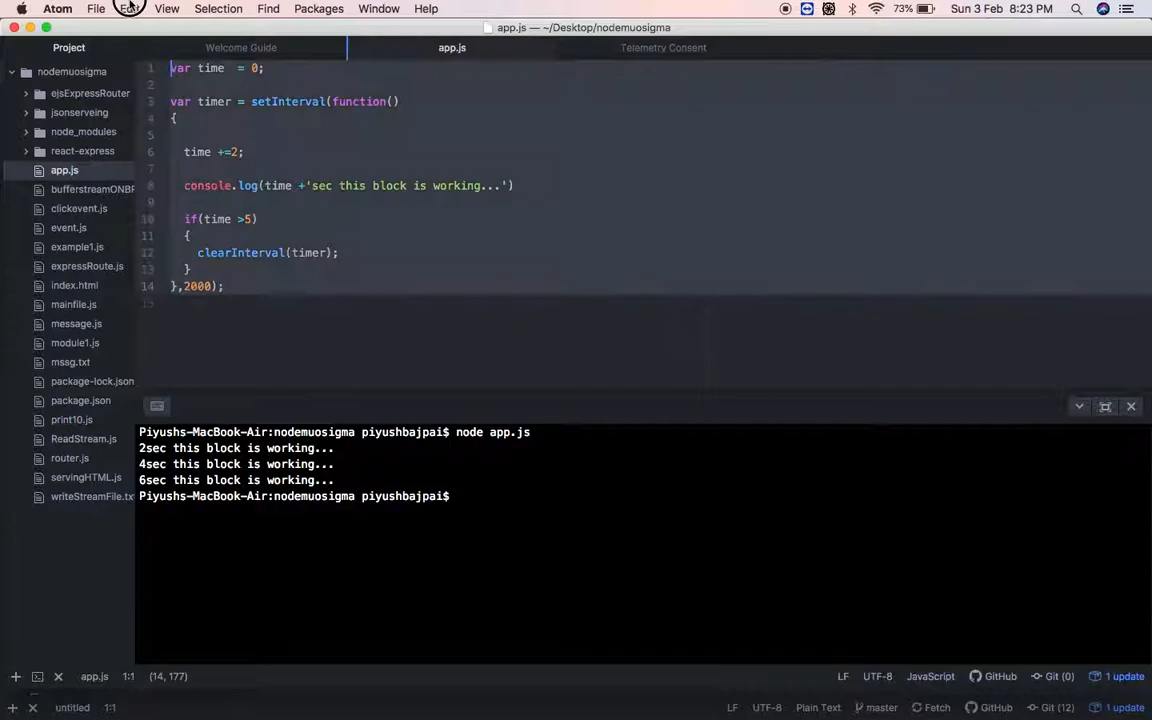 Atom File Edit View Selection Find Packages Window Help 73% Sun 3 Feb 8:23 PM
app.js — ~/Desktop/nodemuosigma
Project Welcome Guide app.js Telemetry Consent
nodemuosigma
ejsExpressRouter
jsonserveing
node_modules
react-express
app.js
bufferstreamONBF
clickevent.js
event.js
example1.js
expressRoute.js
index.html
mainfile.js
message.js
module1.js
mssg.txt
package-lock.json
package.json
print10.js
ReadStream.js
router.js
servingHTML.js
writeStreamFile.tx
1 var time = 0;
2
3 var timer = setInterval(function()
4 {
5
6 time +=2;
7
8 console.log(time +'sec this block is working...')
9
10 if(time >5)
11 {
12 clearInterval(timer);
13 }
14 },2000);
15
Piyushs-MacBook-Air:nodemuosigma piyushbajpai$ node app.js
2sec this block is working...
4sec this block is working...
6sec this block is working...
Piyushs-MacBook-Air:nodemuosigma piyushbajpai$
app.js 1:1 (14, 177) LF UTF-8 JavaScript GitHub Git (0) 1 update
untitled 1:1 LF UTF-8 Plain Text master Fetch GitHub Git (12) 1 update